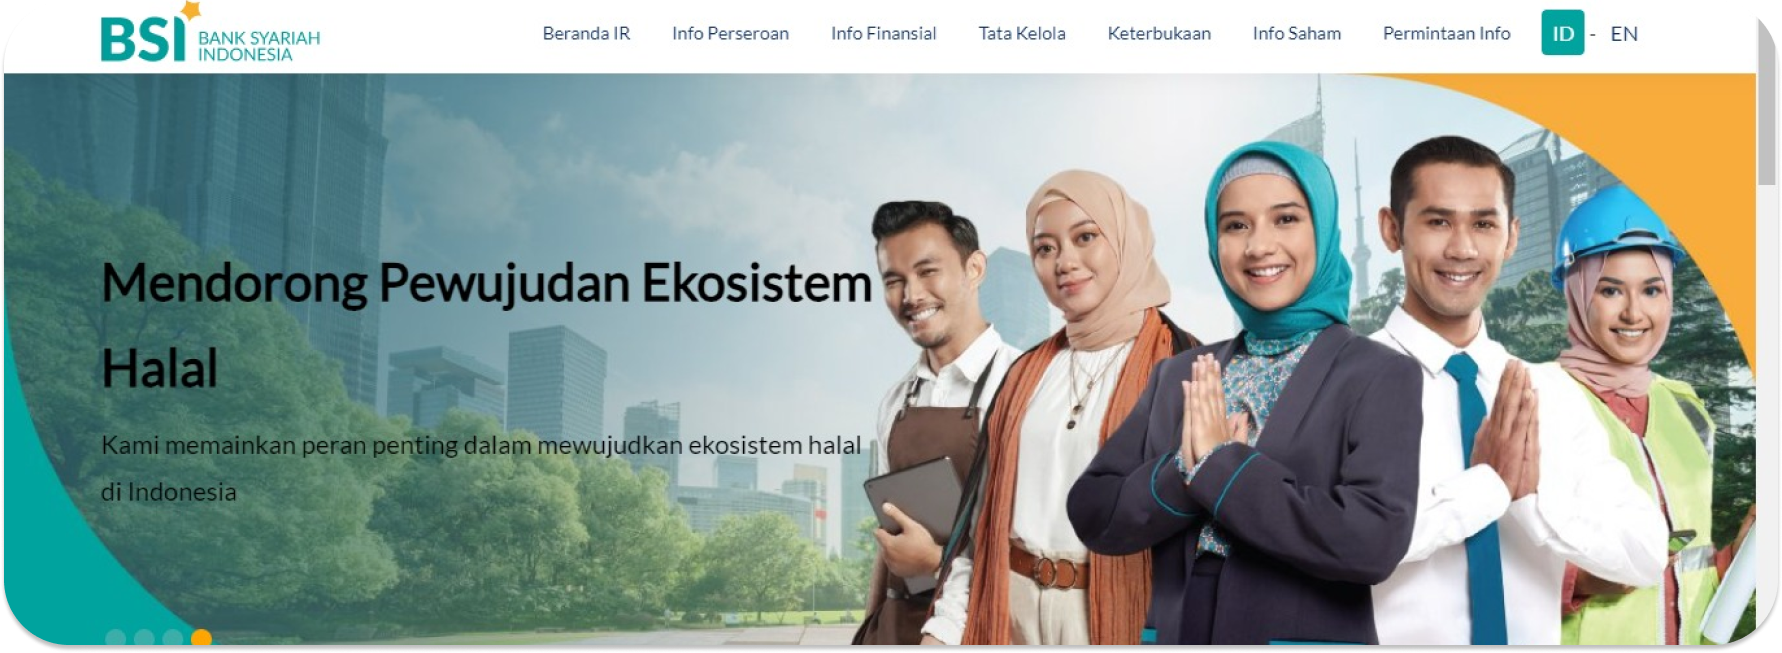 BSI BANK SYARIAH
INDONESIA
Beranda IR Info Perseroan Info Finansial Tata Kelola Keterbukaan Info Saham Permintaan Info ID - EN
Mendorong Pewujudan Ekosistem
Halal
Kami memainkan peran penting dalam mewujudkan ekosistem halal
di Indonesia